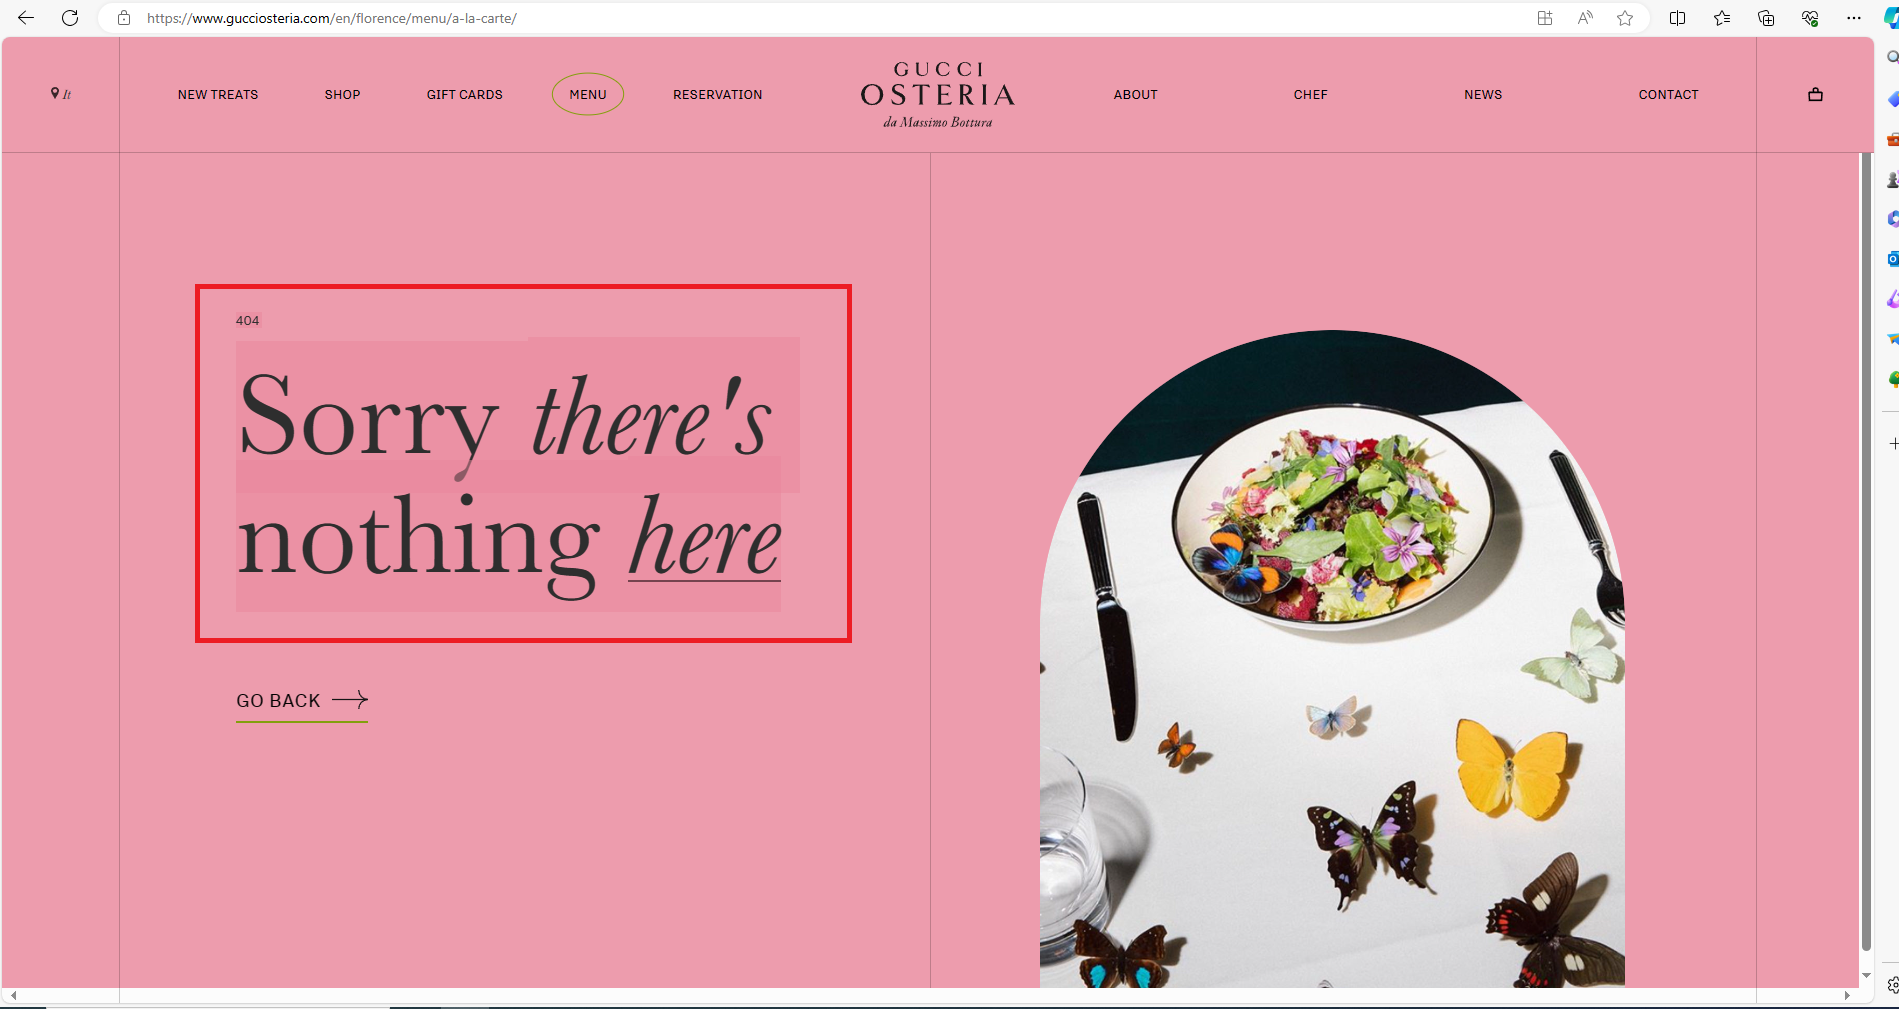 https://www.gucciosteria.com/en/florence/menu/a-la-carte/
It
NEW TREATS
SHOP
GIFT CARDS
MENU
RESERVATION
GUCCI
OSTERIA
da Massimo Bottura
ABOUT
CHEF
NEWS
CONTACT
404
Sorry there's
nothing here
GO BACK